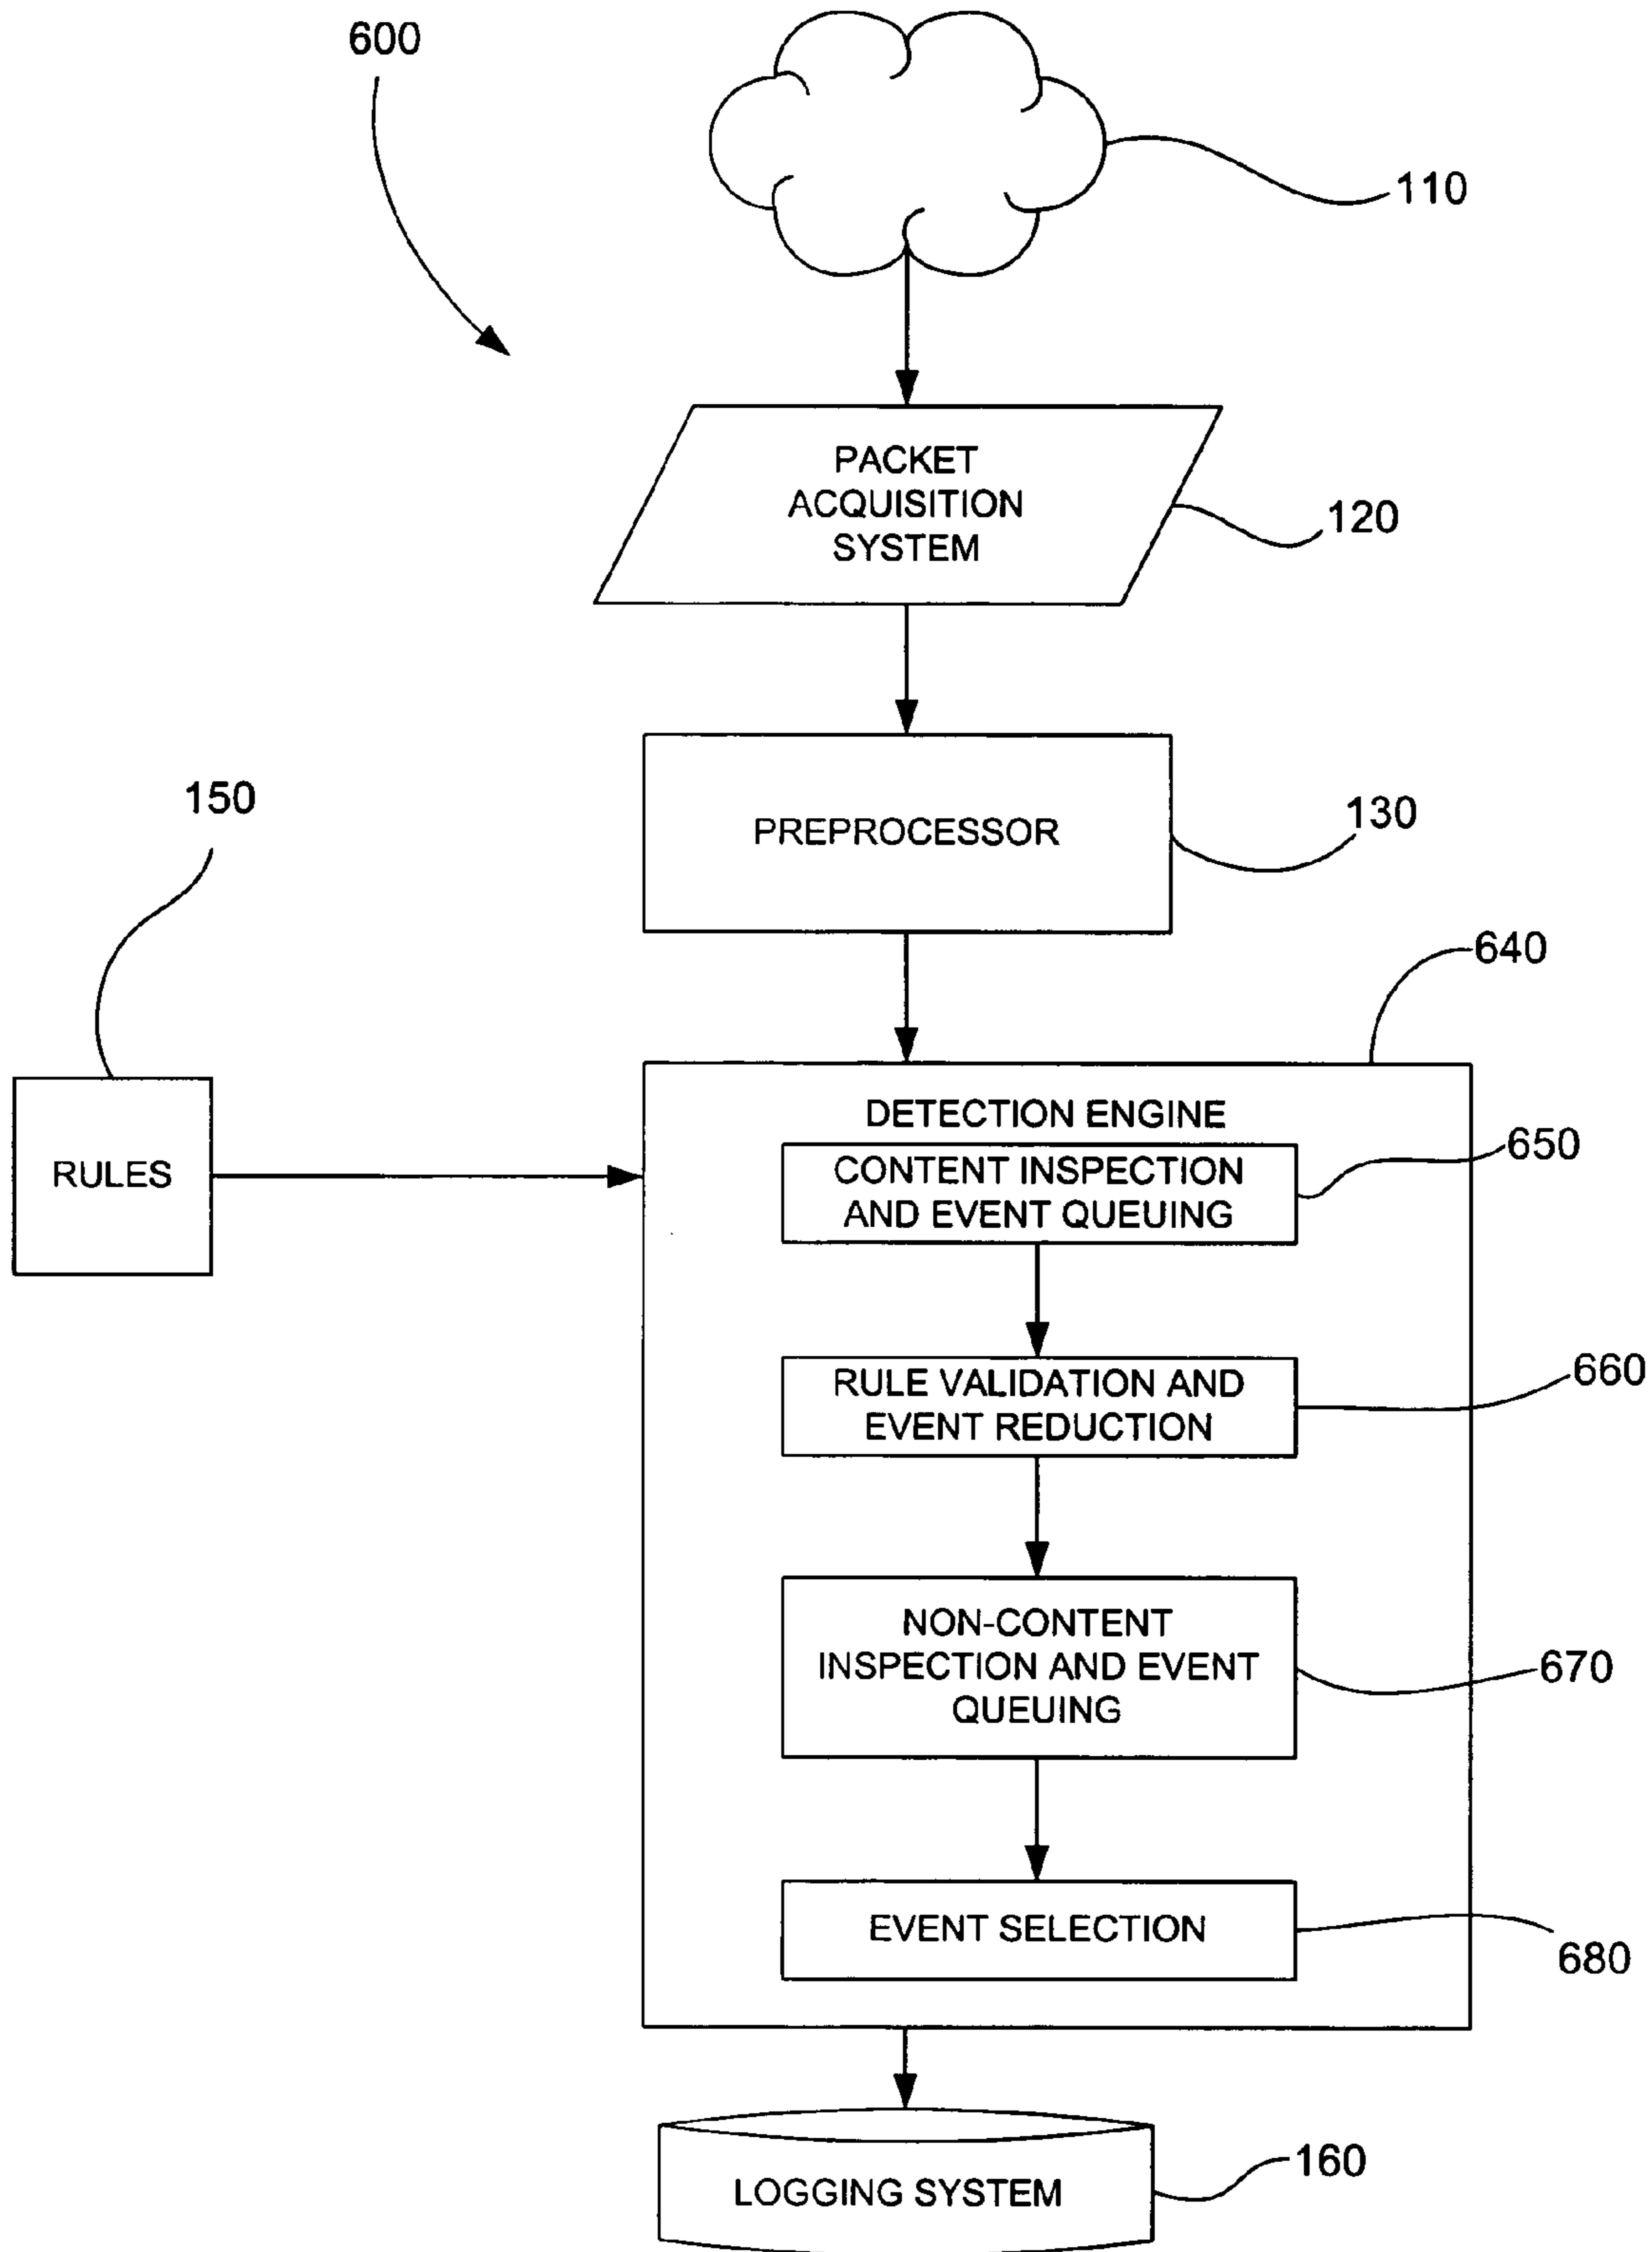 600
110
PACKET
ACQUISITION
SYSTEM
120
PREPROCESSOR
130
150
640
RULES
DETECTION ENGINE
CONTENT INSPECTION
AND EVENT QUEUING
650
RULE VALIDATION AND
EVENT REDUCTION
660
NON-CONTENT
INSPECTION AND EVENT
QUEUING
670
EVENT SELECTION
680
LOGGING SYSTEM
160